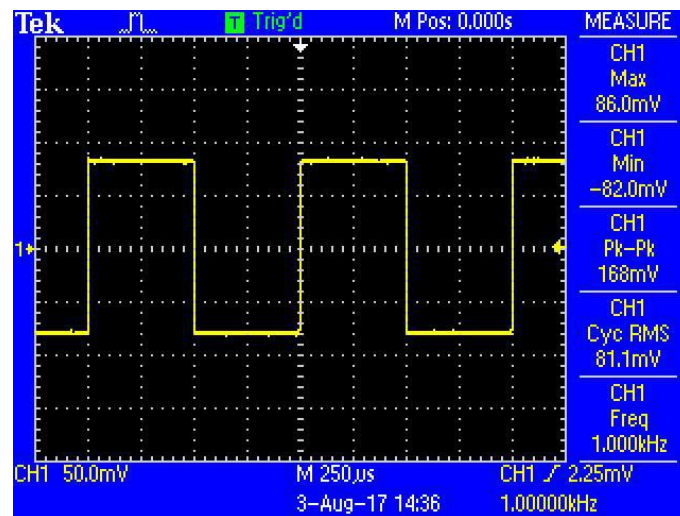 Tek T Trig'd M Pos: 0.000s MEASURE
CH1
Max
86.0mV
CH1
Min
-82.0mV
CH1
Pk-Pk
168mV
CH1
Cyc RMS
81.1mV
CH1
Freq
1.000kHz
1
CH1 50.0mV M 250µs CH1 2.25mV
3-Aug-17 14:36 1.00000kHz